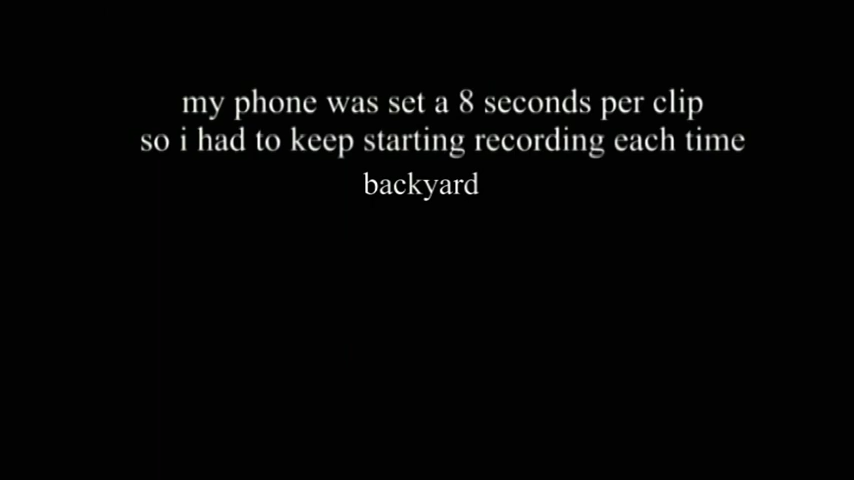 my phone was set a 8 seconds per clip
so i had to keep starting recording each time
backyard